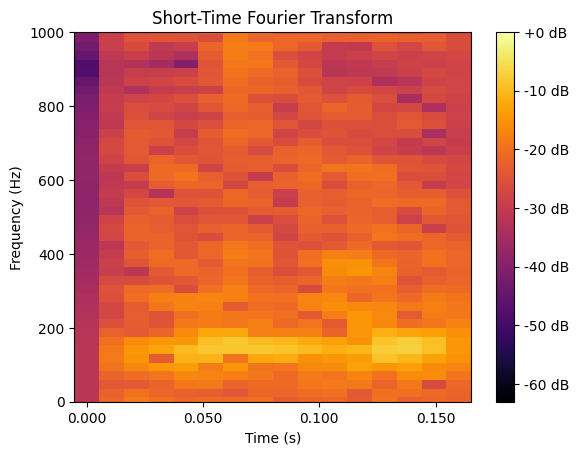 Short-Time Fourier Transform
1000
800
600
400
200
0
Frequency (Hz)
0.000
0.050
0.100
0.150
Time (s)
+0 dB
-10 dB
-20 dB
-30 dB
-40 dB
-50 dB
-60 dB